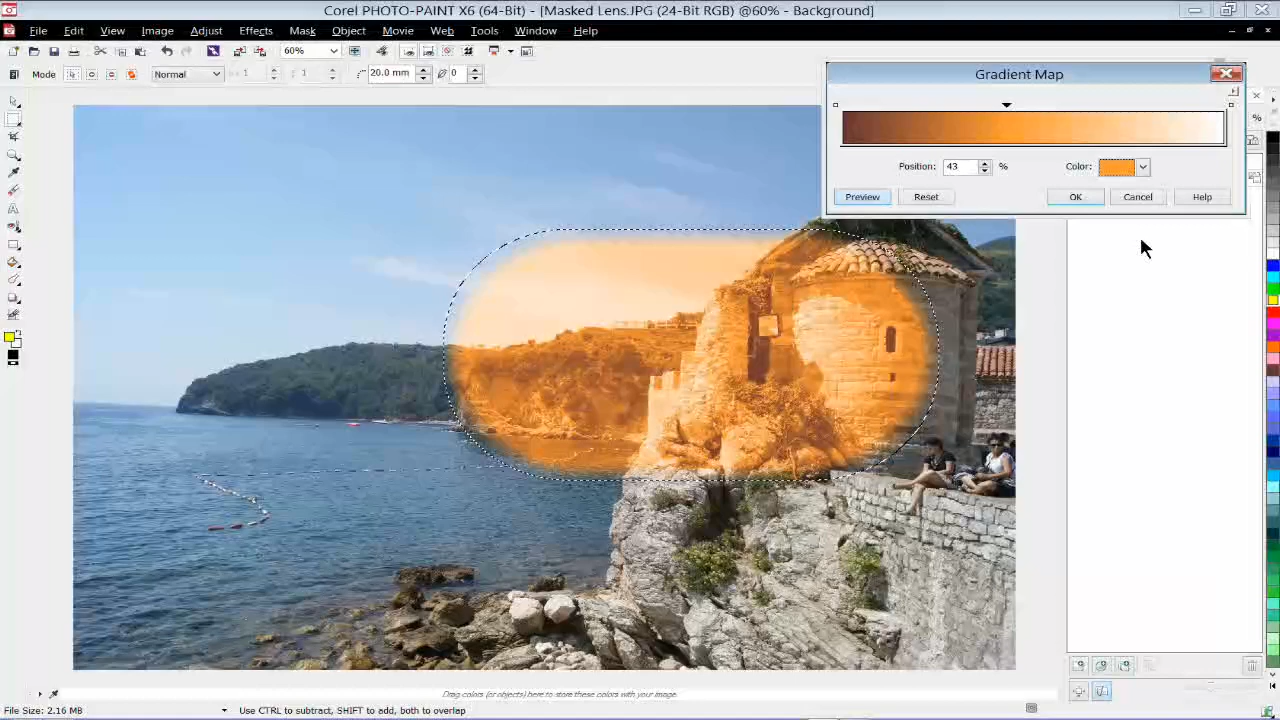 Corel PHOTO-PAINT X6 (64-Bit) - [Masked Lens.JPG (24-Bit RGB) @60% - Background]
File Edit View Image Effects Mask Object Movie Web Tools Window Help
60%
Mode Normal 1 1 20.0 mm 0
Gradient Map
%
Position: 43 % Color:
Preview Reset OK Cancel Help
Drag colors (or objects) here to store these colors with your image.
File Size: 2.16 MB Use CTRL to subtract, SHIFT to add, both to overlap